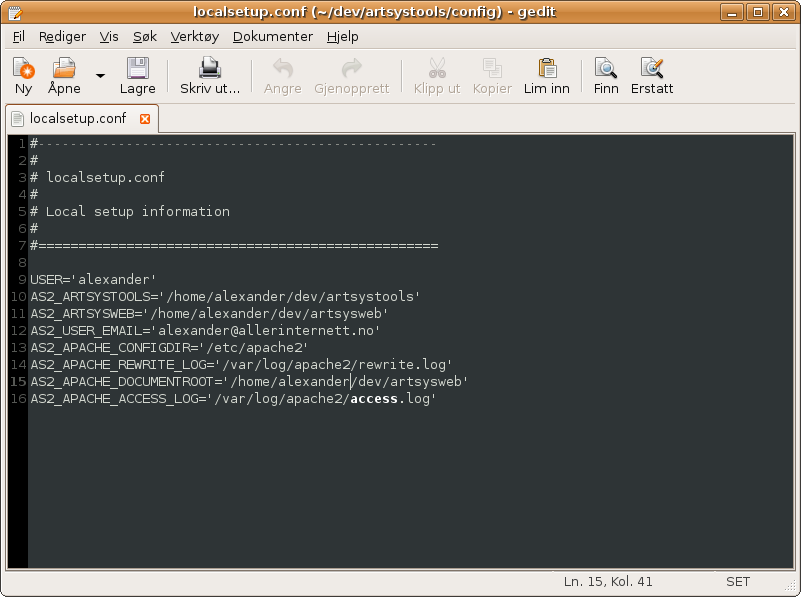 localsetup.conf (~/dev/artsystools/config) - gedit
Fil Rediger Vis Søk Verktøy Dokumenter Hjelp
Ny Åpne Lagre Skriv ut... Angre Gjenopprett Klipp ut Kopier Lim inn Finn Erstatt
localsetup.conf
1 #--------------------------------------------------
2 #
3 # localsetup.conf
4 #
5 # Local setup information
6 #
7 #==================================================
8
9 USER='alexander'
10 AS2_ARTSYSTOOLS='/home/alexander/dev/artsystools'
11 AS2_ARTSYSWEB='/home/alexander/dev/artsysweb'
12 AS2_USER_EMAIL='alexander@allerinternett.no'
13 AS2_APACHE_CONFIGDIR='/etc/apache2'
14 AS2_APACHE_REWRITE_LOG='/var/log/apache2/rewrite.log'
15 AS2_APACHE_DOCUMENTROOT='/home/alexander/dev/artsysweb'
16 AS2_APACHE_ACCESS_LOG='/var/log/apache2/access.log'
Ln. 15, Kol. 41 SET